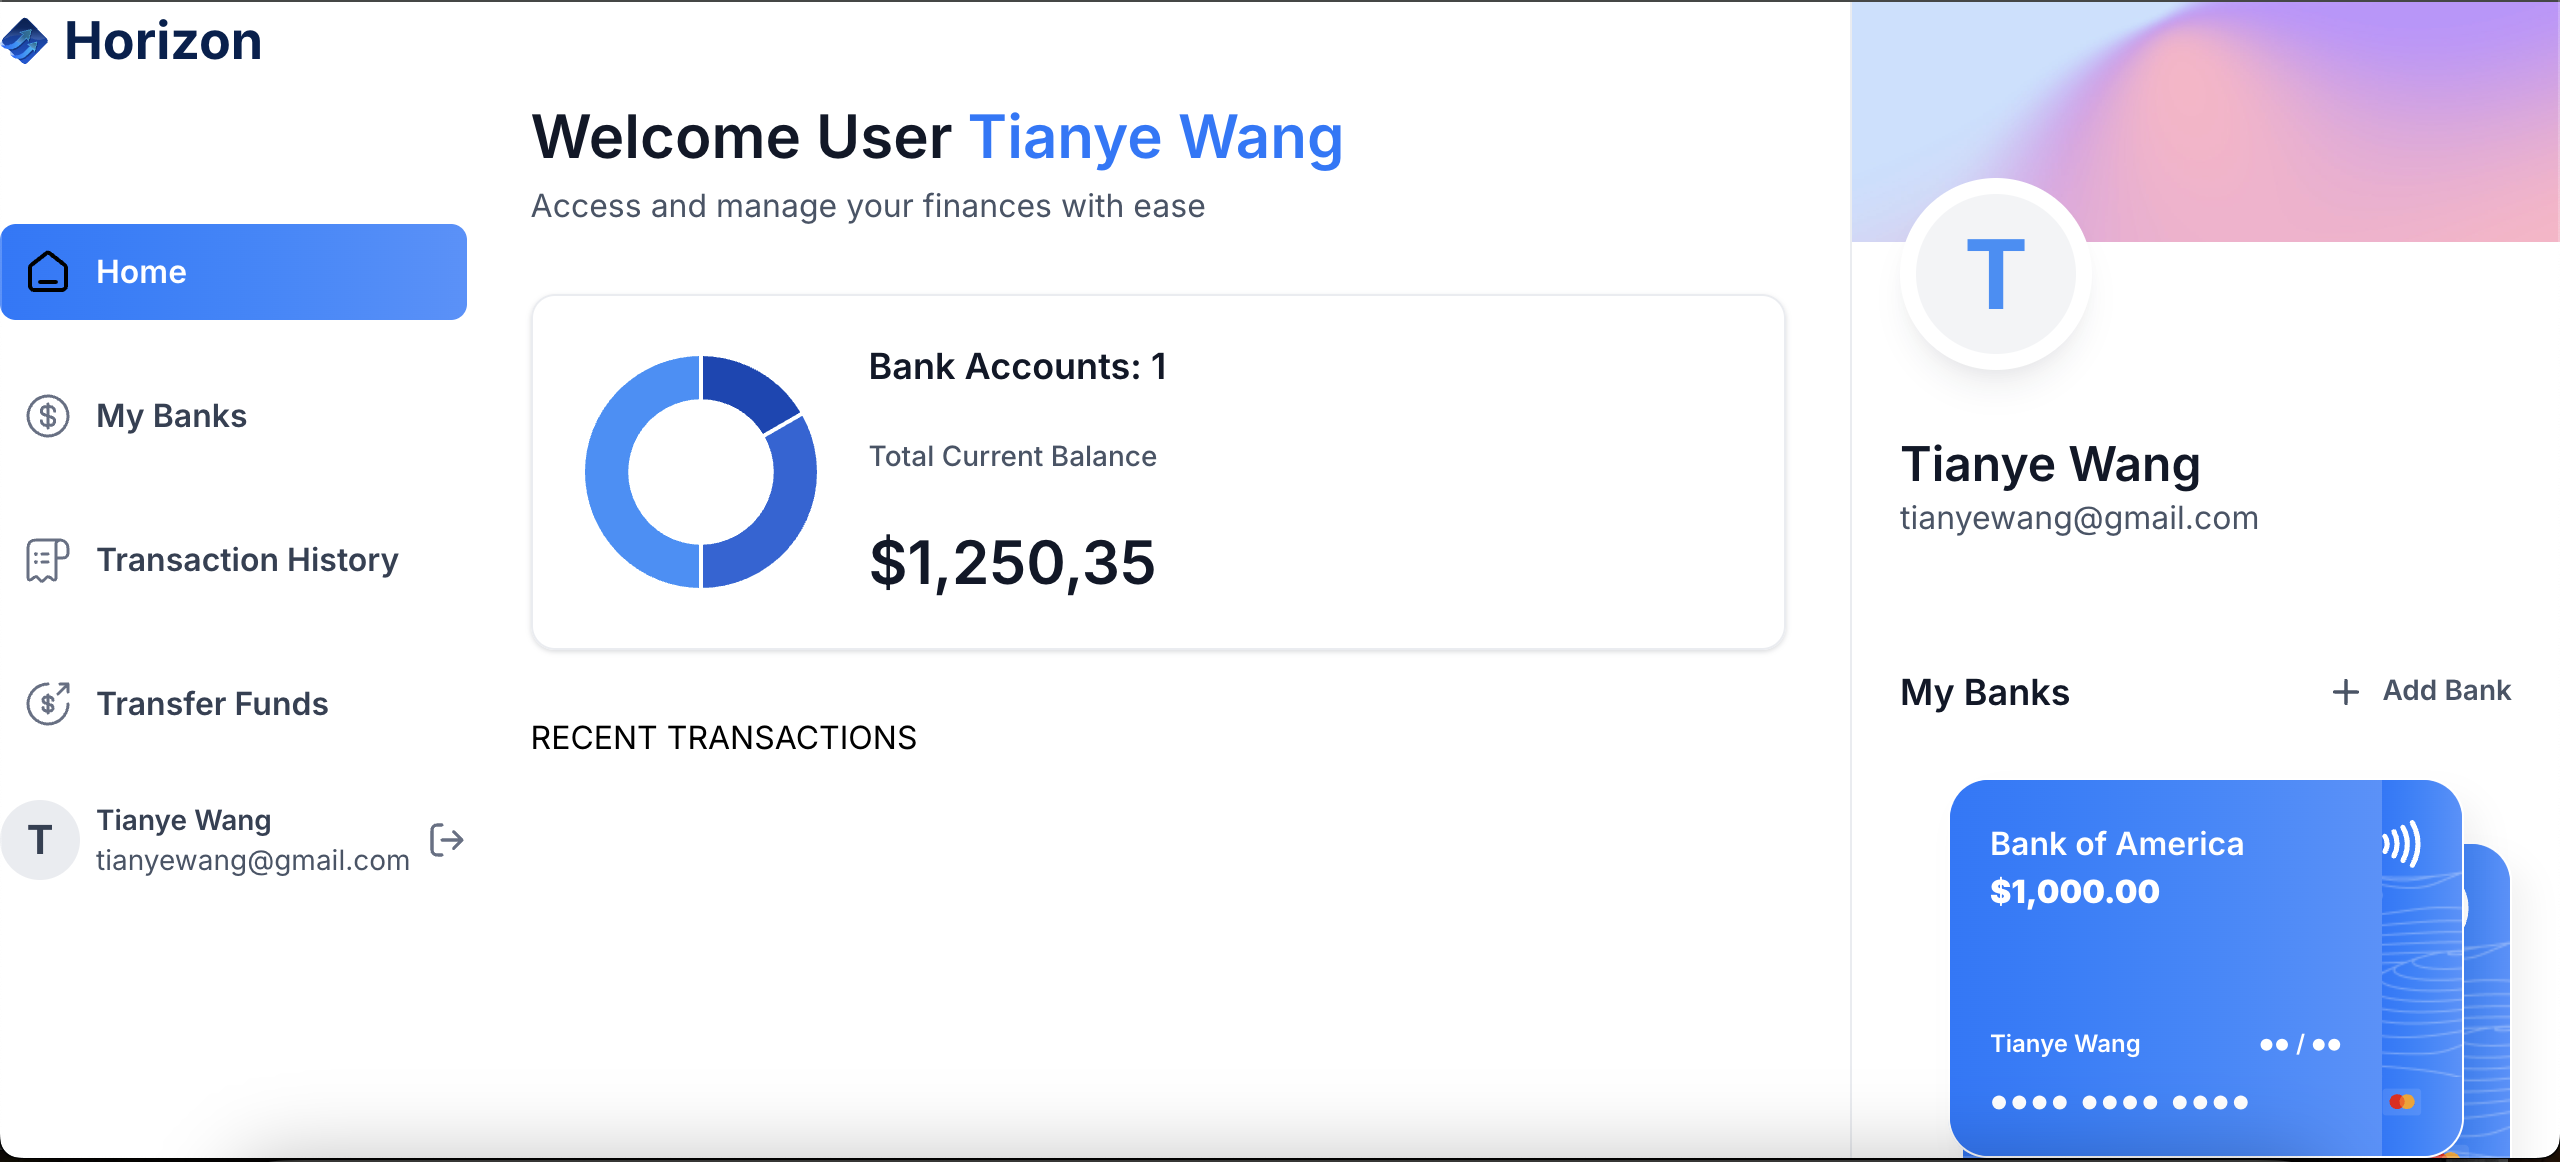 Horizon
Home
My Banks
Transaction History
Transfer Funds
T
Tianye Wang
tianyewang@gmail.com
Welcome User Tianye Wang
Access and manage your finances with ease
Bank Accounts: 1
Total Current Balance
$1,250,35
RECENT TRANSACTIONS
T
Tianye Wang
tianyewang@gmail.com
My Banks
+ Add Bank
Bank of America
$1,000.00
Tianye Wang ●● / ●●
●●●● ●●●● ●●●●